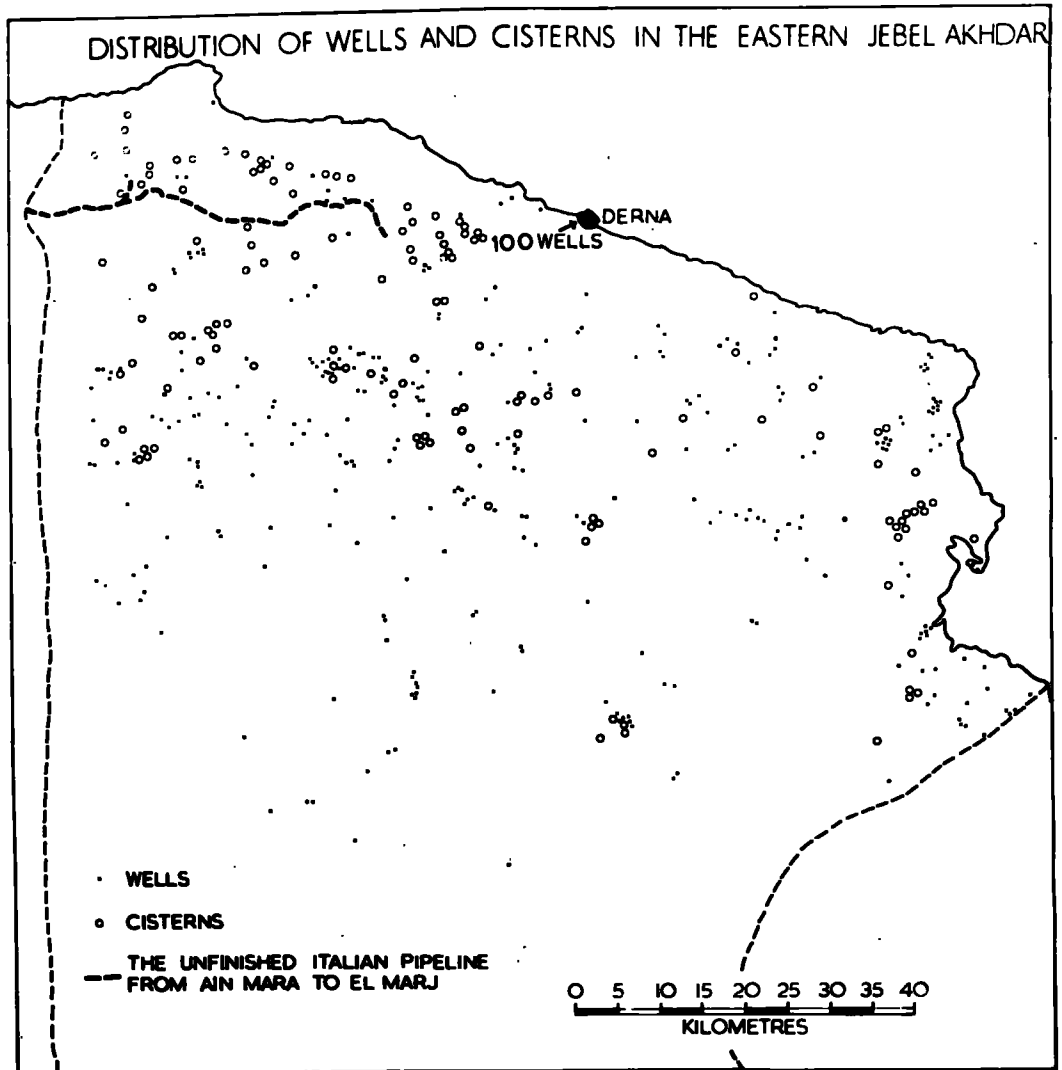 DISTRIBUTION OF WELLS AND CISTERNS IN THE EASTERN JEBEL AKHDAR
DERNA
100 WELLS
WELLS
CISTERNS
THE UNFINISHED ITALIAN PIPELINE
FROM AIN MARA TO EL MARJ
0 5 10 15 20 25 30 35 40
KILOMETRES